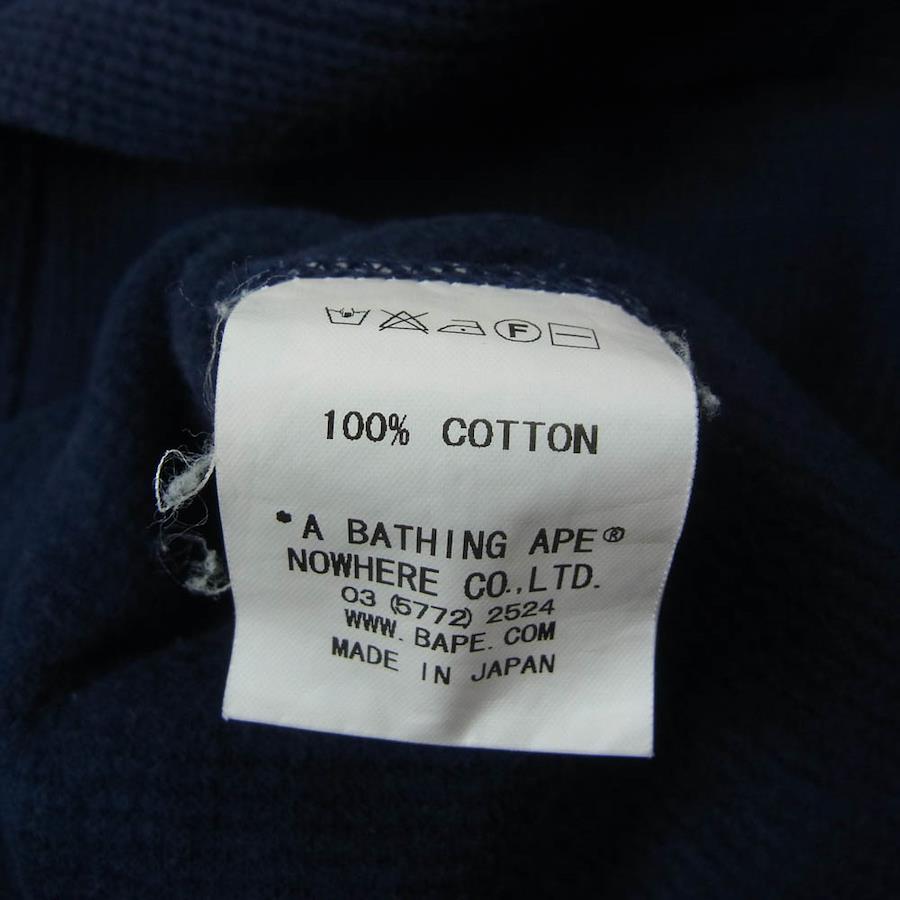 F
100% COTTON
*A BATHING APE®
NOWHERE CO.,LTD.
03 (5772) 2524
WWW.BAPE.COM
MADE IN JAPAN